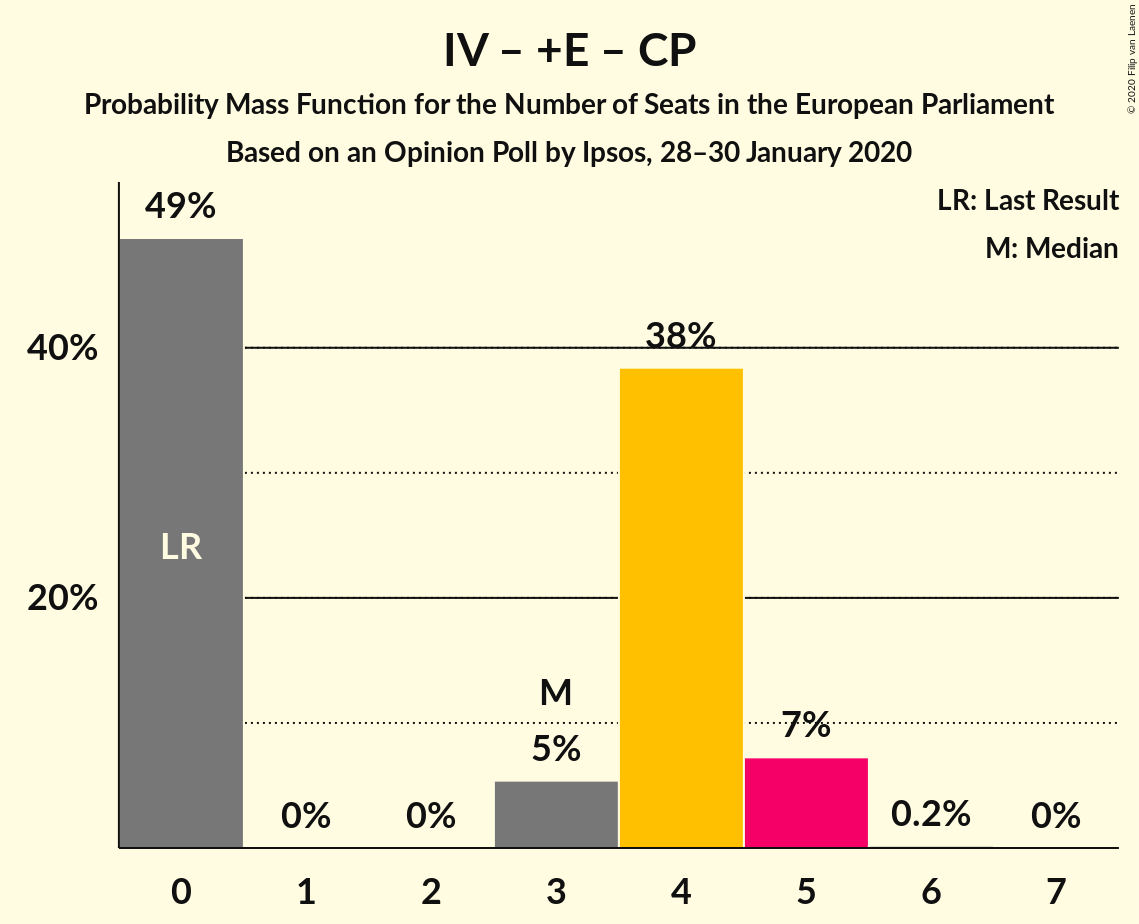 IV – +E – CP
Probability Mass Function for the Number of Seats in the European Parliament
Based on an Opinion Poll by Ipsos, 28–30 January 2020
© 2020 Filip van Laenen
LR: Last Result
M: Median
49%
40%
38%
LR
20%
M
7%
5%
0%
0%
0.2%
0%
0 1 2 3 4 5 6 7